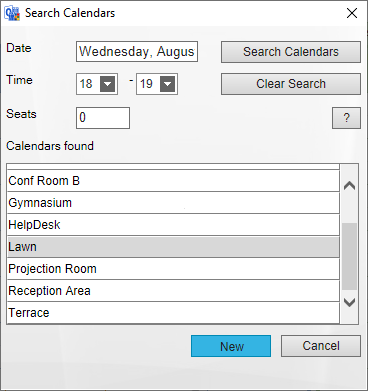 Search Calendars
Date Wednesday, Augus Search Calendars
Time 18 - 19 Clear Search
Seats 0 ?
Calendars found
Conf Room B
Gymnasium
HelpDesk
Lawn
Projection Room
Reception Area
Terrace
New Cancel